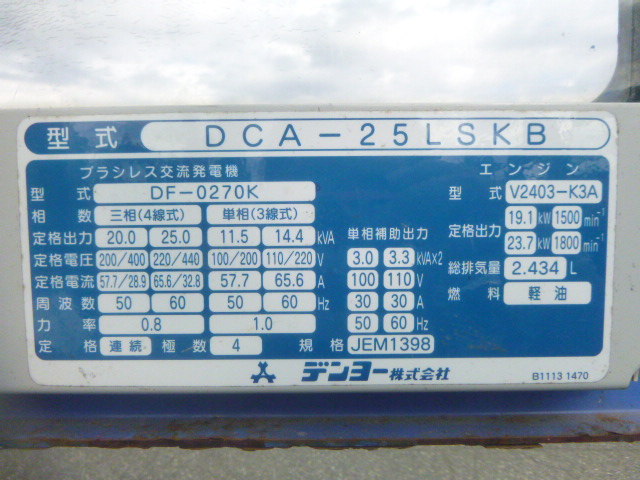 型式 DCA-25LSKB
ブラシレス交流発電機
型式 DF-0270K
相数 三相(4線式) 単相(3線式)
定格出力 20.0 25.0 11.5 14.4 kVA
定格電圧 200/400 220/440 100/200 110/220 V
定格電流 57.7/28.9 65.6/32.8 57.7 65.6 A
周波数 50 60 50 60 Hz
力率 0.8 1.0
定格 連続 極数 4 規格 JEM1398
単相補助出力
3.0 3.3 kVA×2
100 110 V
30 30 A
50 60 Hz
エンジン
型式 V2403-K3A
定格出力 19.1 kW 1500 min⁻¹
23.7 kW 1800 min⁻¹
総排気量 2.434 L
燃料 軽油
デンヨー株式会社
B1113 1470